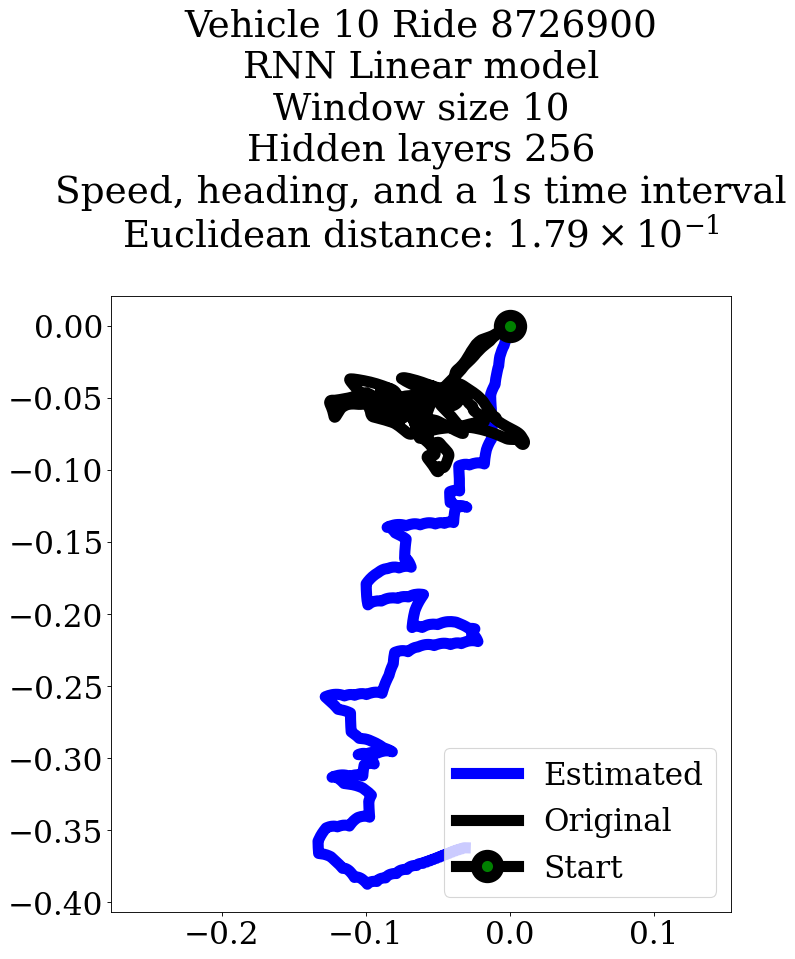 Vehicle 10 Ride 8726900
RNN Linear model
Window size 10
Hidden layers 256
Speed, heading, and a 1s time interval
Euclidean distance: 1.79 × 10⁻¹
0.00
−0.05
−0.10
−0.15
−0.20
−0.25
−0.30
−0.35
−0.40
Estimated
Original
Start
−0.2 −0.1 0.0 0.1